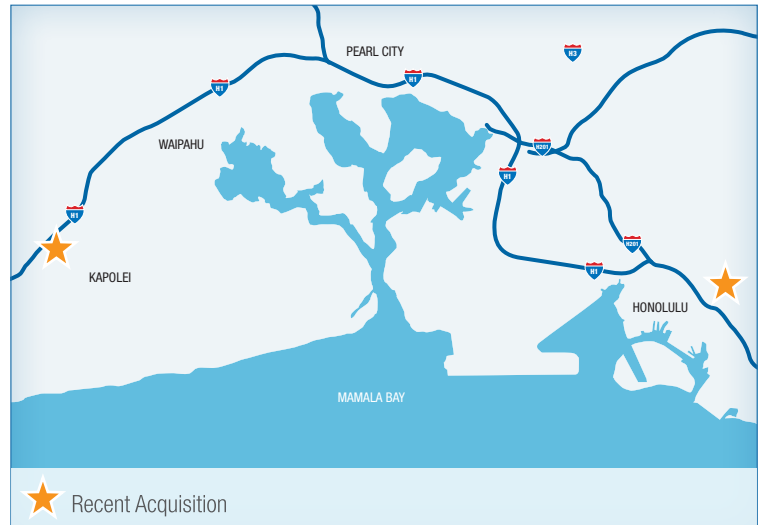 PEARL CITY
H3
H1
H1
WAIPAHU
H201
H1
H1
H201
H1
KAPOLEI
HONOLULU
MAMALA BAY
Recent Acquisition